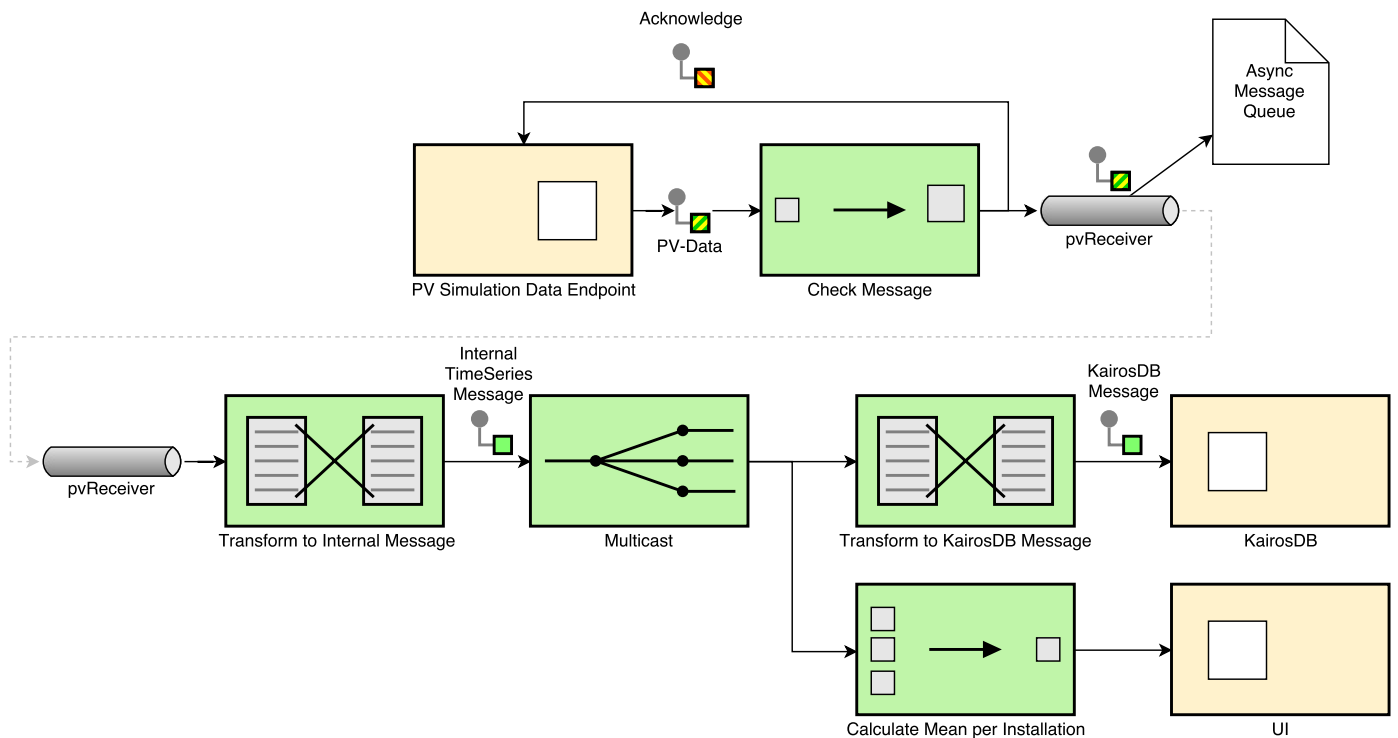 Acknowledge
Async
Message
Queue
PV-Data
pvReceiver
PV Simulation Data Endpoint
Check Message
Internal
TimeSeries
Message
KairosDB
Message
pvReceiver
Transform to Internal Message
Multicast
Transform to KairosDB Message
KairosDB
Calculate Mean per Installation
UI